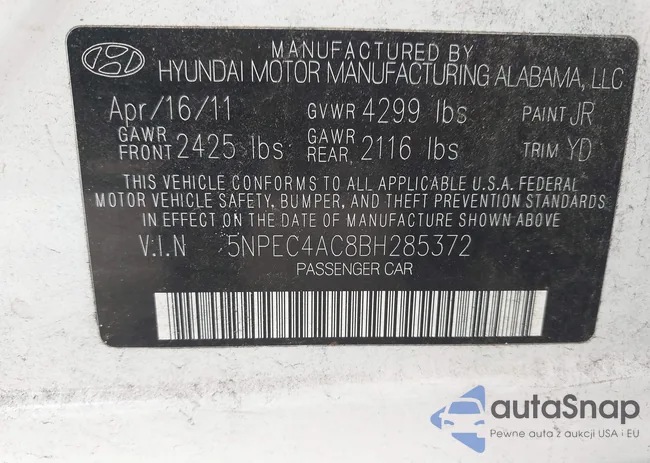 MANUFACTURED BY
HYUNDAI MOTOR MANUFACTURING ALABAMA, LLC
Apr/16/11 GVWR 4299 lbs PAINT JR
GAWR FRONT 2425 lbs GAWR REAR, 2116 lbs TRIM YD
THIS VEHICLE CONFORMS TO ALL APPLICABLE U.S.A. FEDERAL
MOTOR VEHICLE SAFETY, BUMPER, AND THEFT PREVENTION STANDARDS
IN EFFECT ON THE DATE OF MANUFACTURE SHOWN ABOVE
V.I.N 5NPEC4AC8BH285372
PASSENGER CAR
autaSnap
Pewne auta z aukcji USA i EU